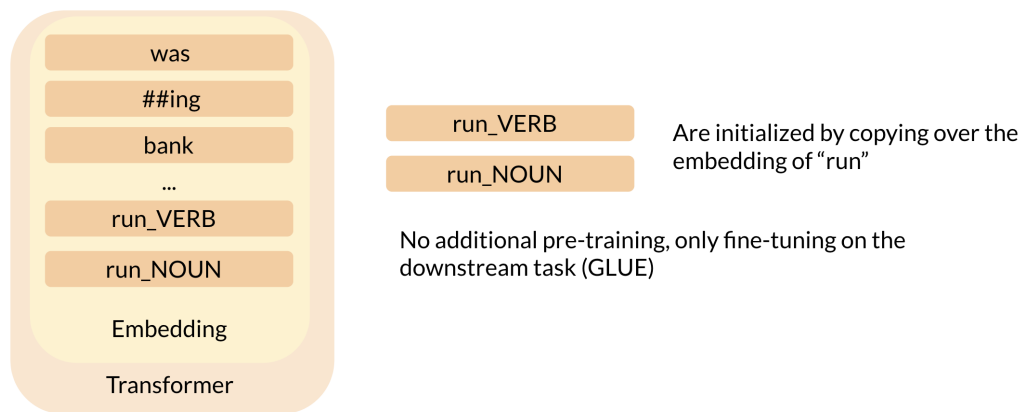 was
##ing
bank
...
run_VERB
run_NOUN
Embedding
Transformer
run_VERB
run_NOUN
Are initialized by copying over the
embedding of “run”
No additional pre-training, only fine-tuning on the
downstream task (GLUE)